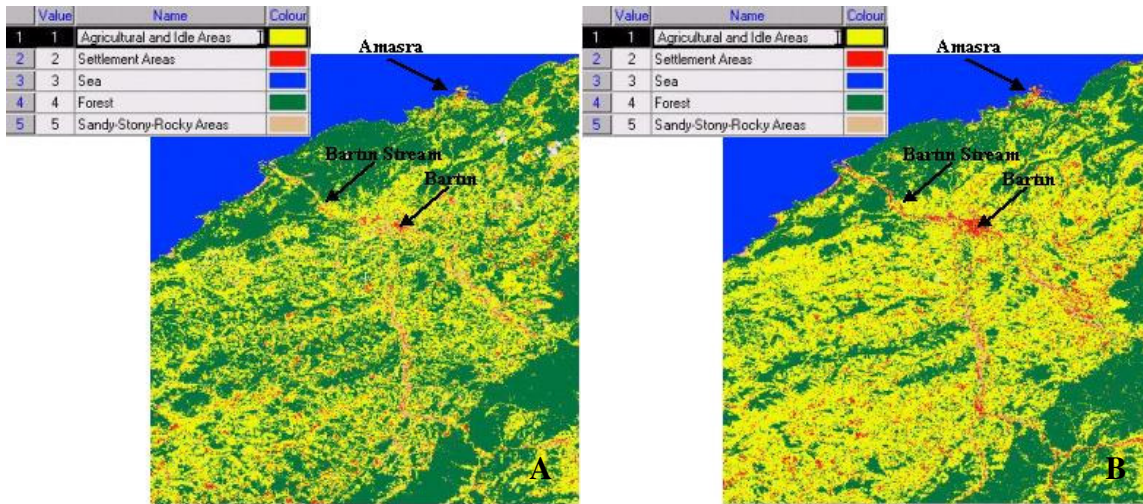 Value Name Colour
1 1 Agricultural and Idle Areas
2 2 Settlement Areas
3 3 Sea
4 4 Forest
5 5 Sandy-Stony-Rocky Areas
Amasra
Bartın Stream
Bartın
A
Value Name Colour
1 1 Agricultural and Idle Areas
2 2 Settlement Areas
3 3 Sea
4 4 Forest
5 5 Sandy-Stony-Rocky Areas
Amasra
Bartın Stream
Bartın
B